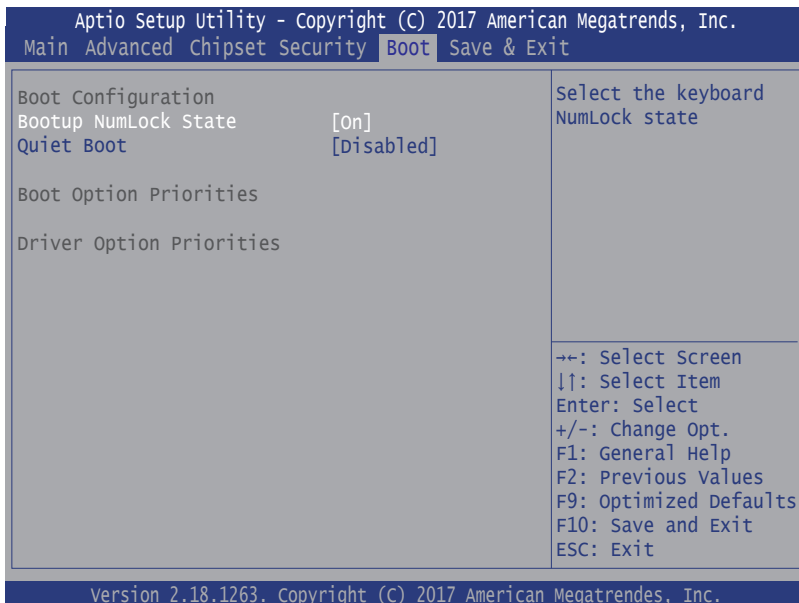 Aptio Setup Utility - Copyright (C) 2017 American Megatrends, Inc.
Main Advanced Chipset Security Boot Save & Exit
Boot Configuration
Bootup NumLock State [On]
Quiet Boot [Disabled]
Boot Option Priorities
Driver Option Priorities
Select the keyboard
NumLock state
→←: Select Screen
↓↑: Select Item
Enter: Select
+/-: Change Opt.
F1: General Help
F2: Previous Values
F9: Optimized Defaults
F10: Save and Exit
ESC: Exit
Version 2.18.1263. Copyright (C) 2017 American Megatrendes, Inc.